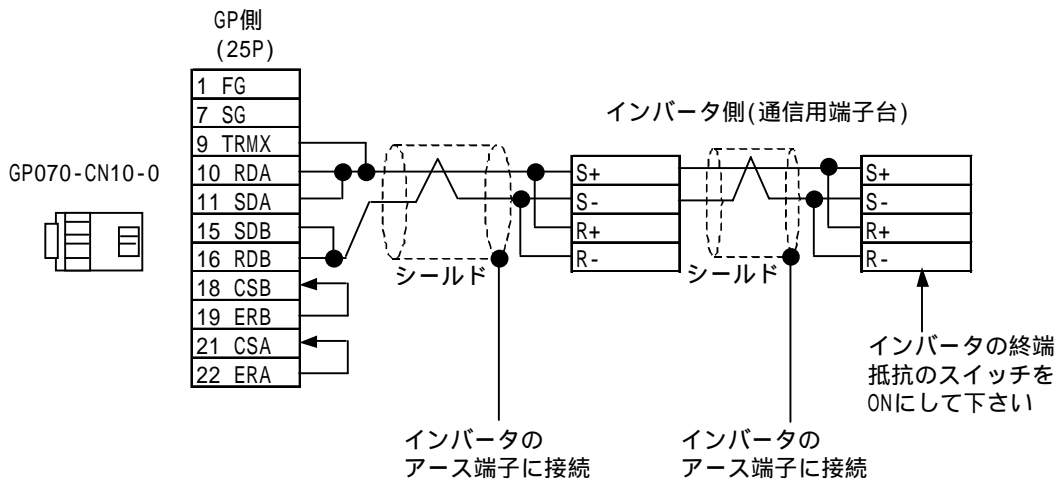 GP側
(25P)
1 FG
7 SG
9 TRMX
10 RDA
11 SDA
15 SDB
16 RDB
18 CSB
19 ERB
21 CSA
22 ERA
GP070-CN10-0
インバータ側(通信用端子台)
S+
S-
R+
R-
S+
S-
R+
R-
シールド
シールド
インバータの
アース端子に接続
インバータの
アース端子に接続
インバータの終端
抵抗のスイッチを
ONにして下さい